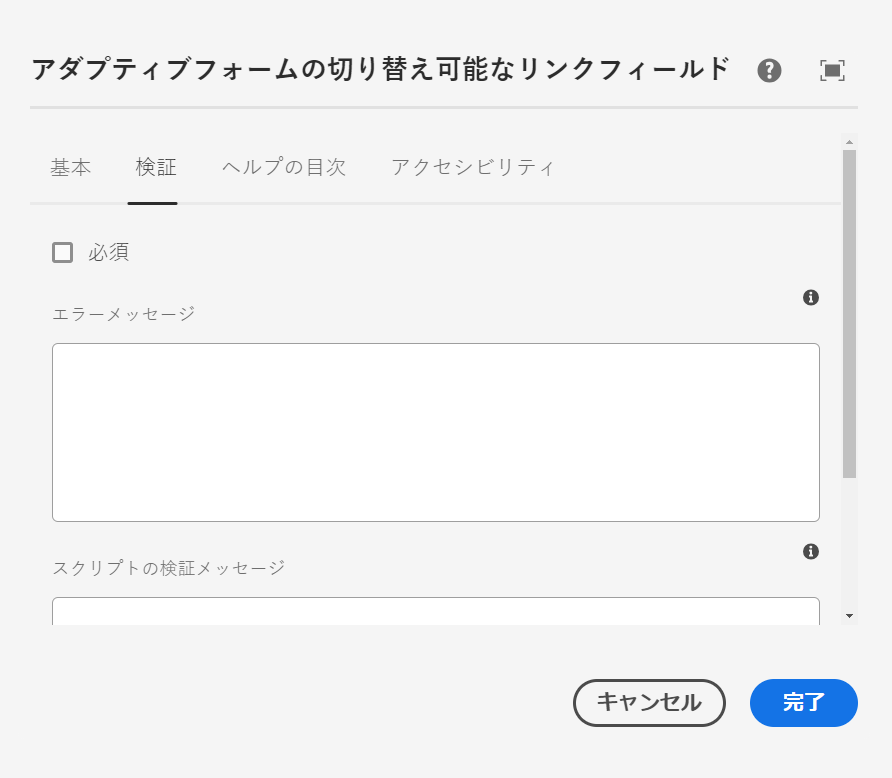 アダプティブフォームの切り替え可能なリンクフィールド
基本 検証 ヘルプの目次 アクセシビリティ
必須
エラーメッセージ
スクリプトの検証メッセージ
キャンセル 完了